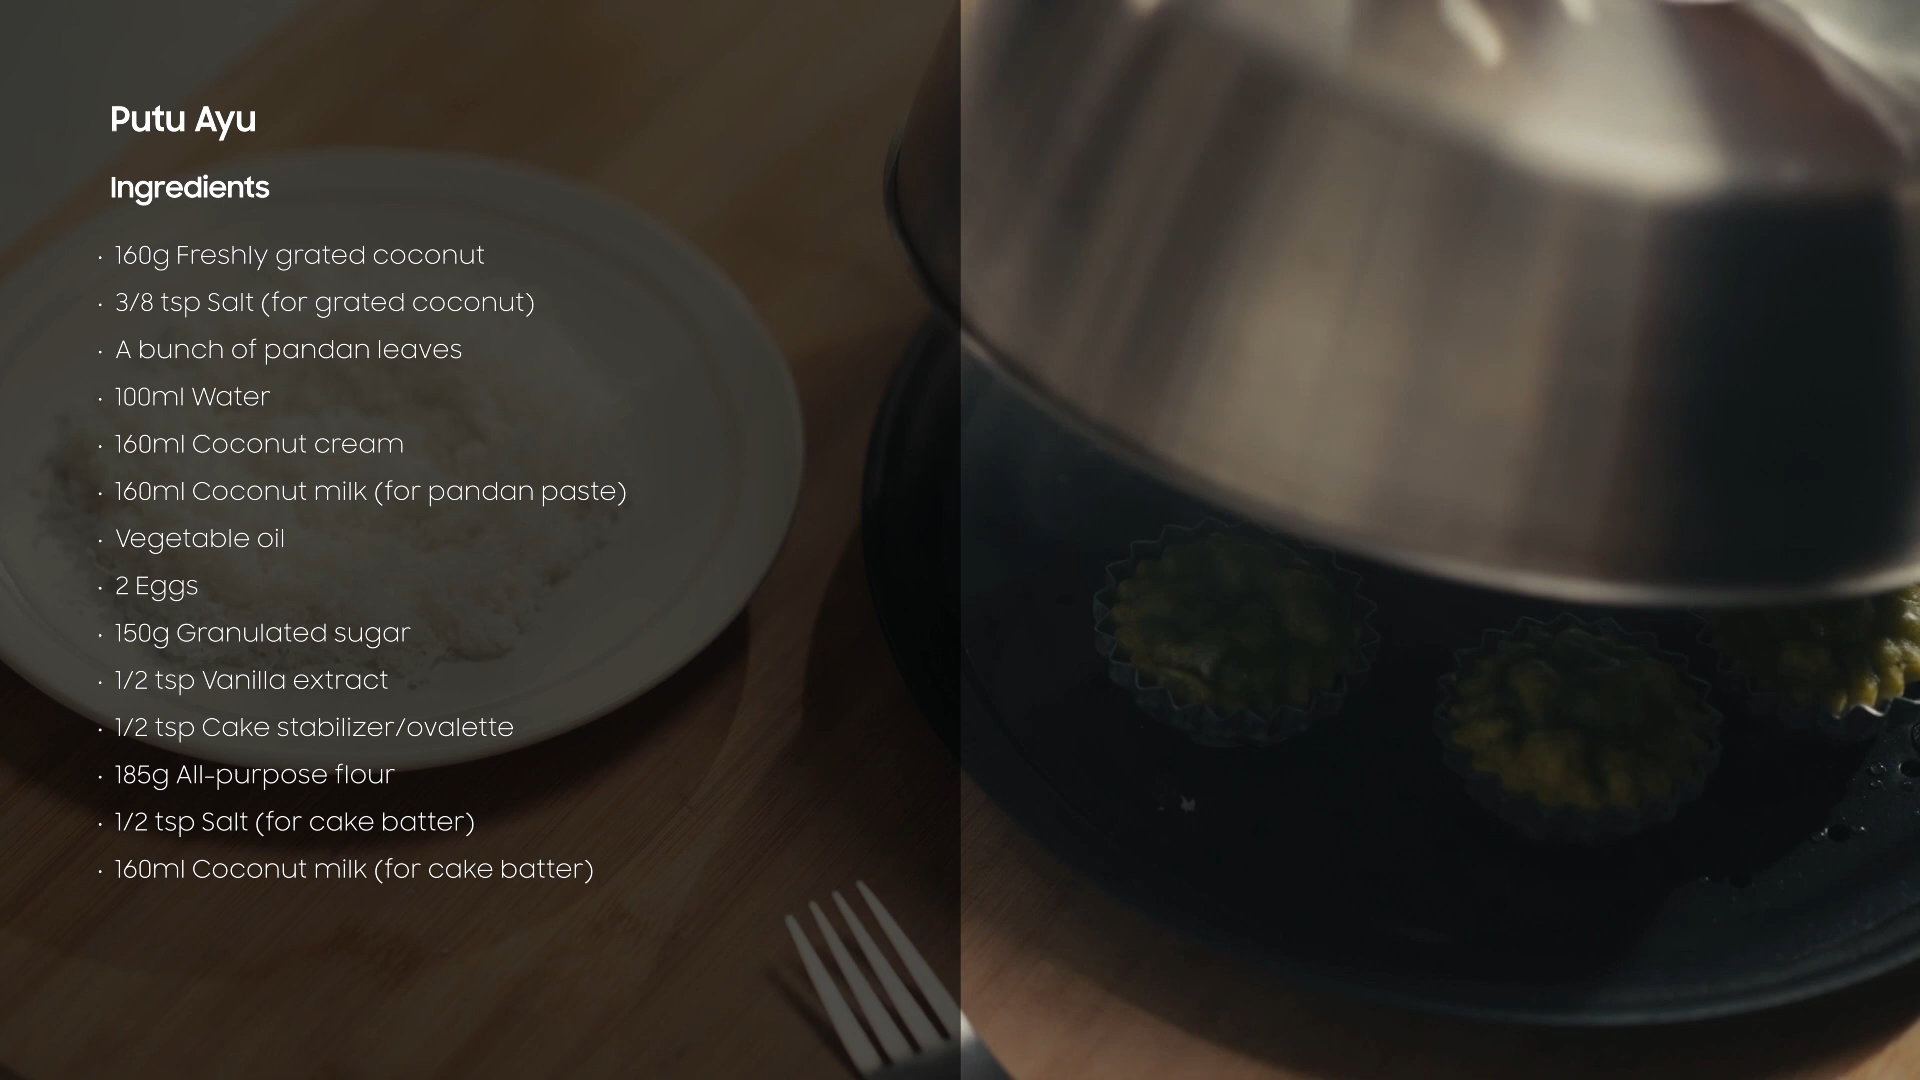 Putu Ayu
Ingredients
· 160g Freshly grated coconut
· 3/8 tsp Salt (for grated coconut)
· A bunch of pandan leaves
· 100ml Water
· 160ml Coconut cream
· 160ml Coconut milk (for pandan paste)
· Vegetable oil
· 2 Eggs
· 150g Granulated sugar
· 1/2 tsp Vanilla extract
· 1/2 tsp Cake stabilizer/ovalette
· 185g All-purpose flour
· 1/2 tsp Salt (for cake batter)
· 160ml Coconut milk (for cake batter)